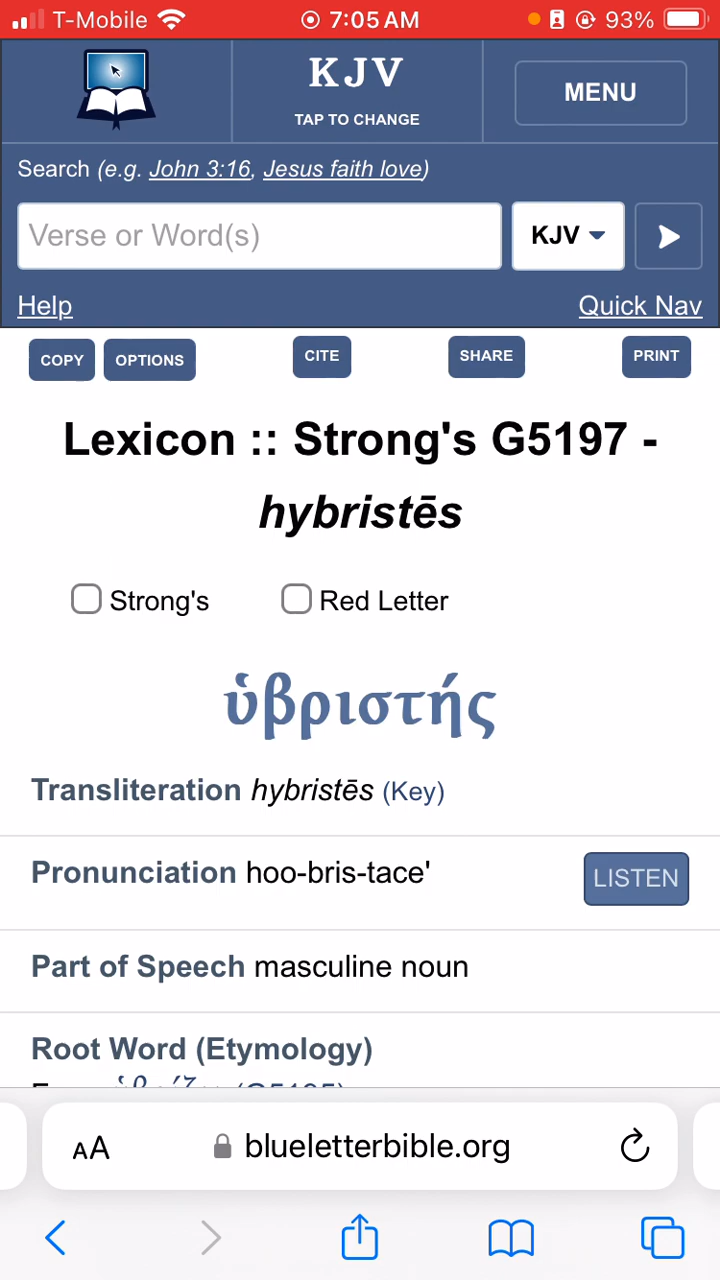 T-Mobile 7:05 AM 93%
KJV
TAP TO CHANGE
MENU
Search (e.g. John 3:16, Jesus faith love)
Verse or Word(s) KJV
Help Quick Nav
COPY OPTIONS CITE SHARE PRINT
Lexicon :: Strong's G5197 -
hybristēs
Strong's Red Letter
ὑβριστής
Transliteration hybristēs (Key)
Pronunciation hoo-bris-tace' LISTEN
Part of Speech masculine noun
Root Word (Etymology)
AA blueletterbible.org